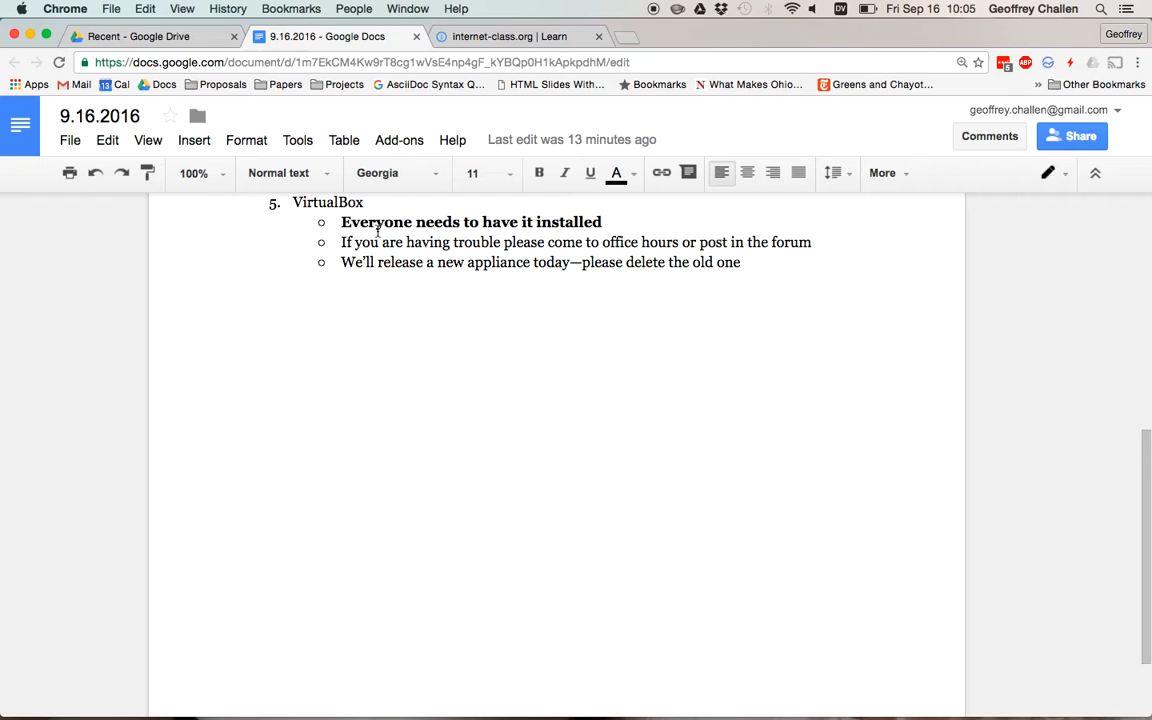 Chrome File Edit View History Bookmarks People Window Help DV Fri Sep 16 10:05 Geoffrey Challen
Recent - Google Drive 9.16.2016 - Google Docs internet-class.org | Learn Geoffrey
https://docs.google.com/document/d/1m7EkCM4Kw9rT8cg1wVsE4np4gF_kYBQp0H1kApkpdhM/edit 5 ABP
Apps Mail 13 Cal Docs Proposals Papers Projects AsciiDoc Syntax Q... HTML Slides With... Bookmarks N What Makes Ohio... Greens and Chayot... » Other Bookmarks
9.16.2016 geoffrey.challen@gmail.com
File Edit View Insert Format Tools Table Add-ons Help Last edit was 13 minutes ago Comments Share
100% Normal text Georgia 11 B I U A More
5. VirtualBox
Everyone needs to have it installed
If you are having trouble please come to office hours or post in the forum
We’ll release a new appliance today—please delete the old one